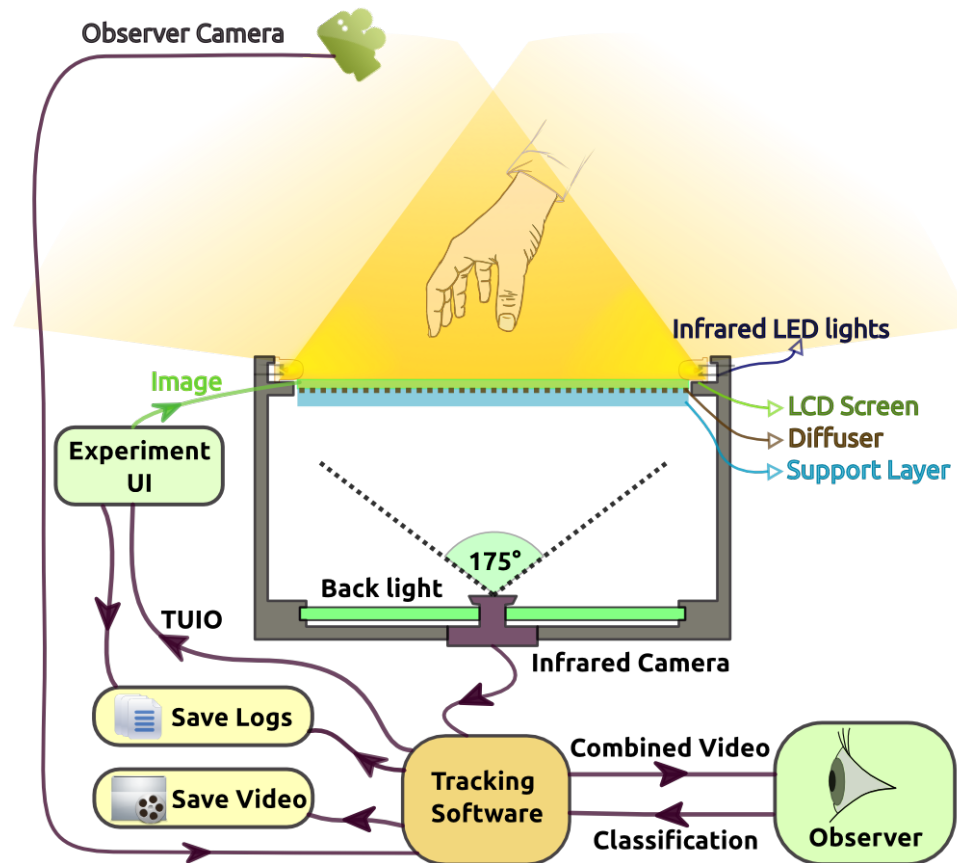 Observer Camera
Infrared LED lights
Image
LCD Screen
Diffuser
Support Layer
Experiment
UI
175°
Back light
TUIO
Infrared Camera
Save Logs
Combined Video
Tracking
Software
Save Video
Classification
Observer